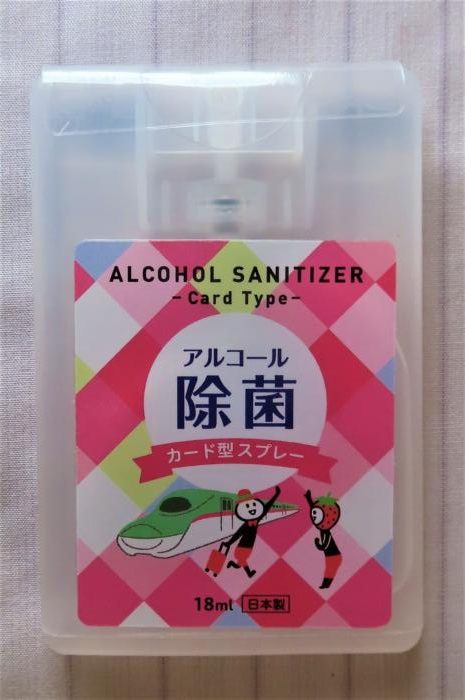 ALCOHOL SANITIZER
-Card Type-
アルコール
除菌
カード型スプレー
18ml 日本製